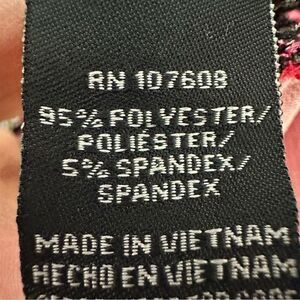 RN 107608
95% POLYESTER/
POLIÉSTER/
5% SPANDEX/
SPANDEX
MADE IN VIETNAM
HECHO EN VIETNAM